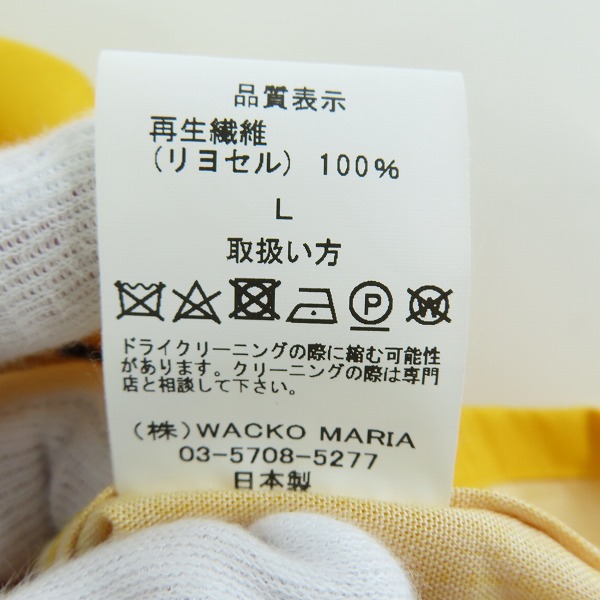 品質表示
再生繊維
(リヨセル) 100%
L
取扱い方
P W
ドライクリーニングの際に縮む可能性
があります。クリーニングの際は専門
店と相談して下さい。
(株)WACKO MARIA
03-5708-5277
日本製